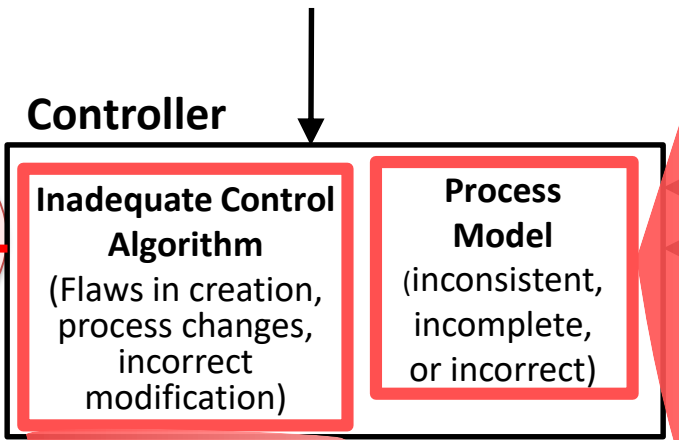 Controller
Inadequate Control
Algorithm
(Flaws in creation,
process changes,
incorrect
modification)
Process
Model
(inconsistent,
incomplete,
or incorrect)